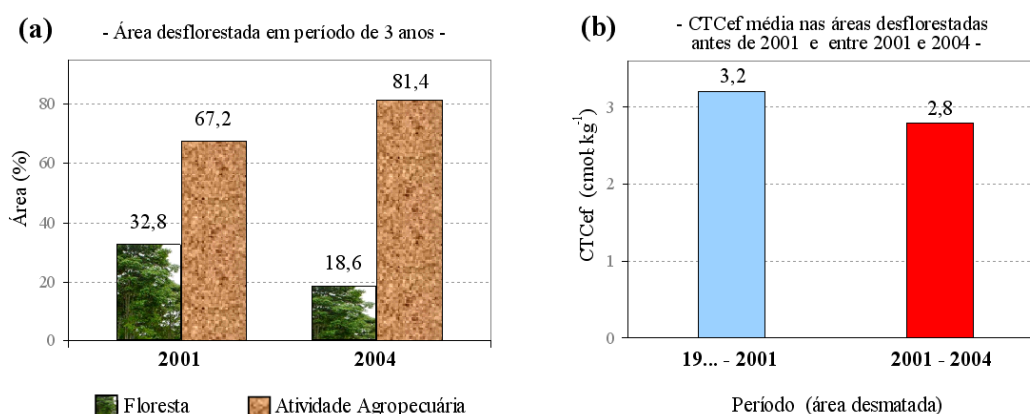 (a)
- Área desflorestada em período de 3 anos -
Área (%)
80
60
40
20
0
32,8
67,2
18,6
81,4
2001
2004
Floresta
Atividade Agropecuária
(b)
- CTCef média nas áreas desflorestadas
antes de 2001 e entre 2001 e 2004 -
CTCef (cmolc kg-1)
3
2
1
0
3,2
2,8
19... - 2001
2001 - 2004
Período (área desmatada)